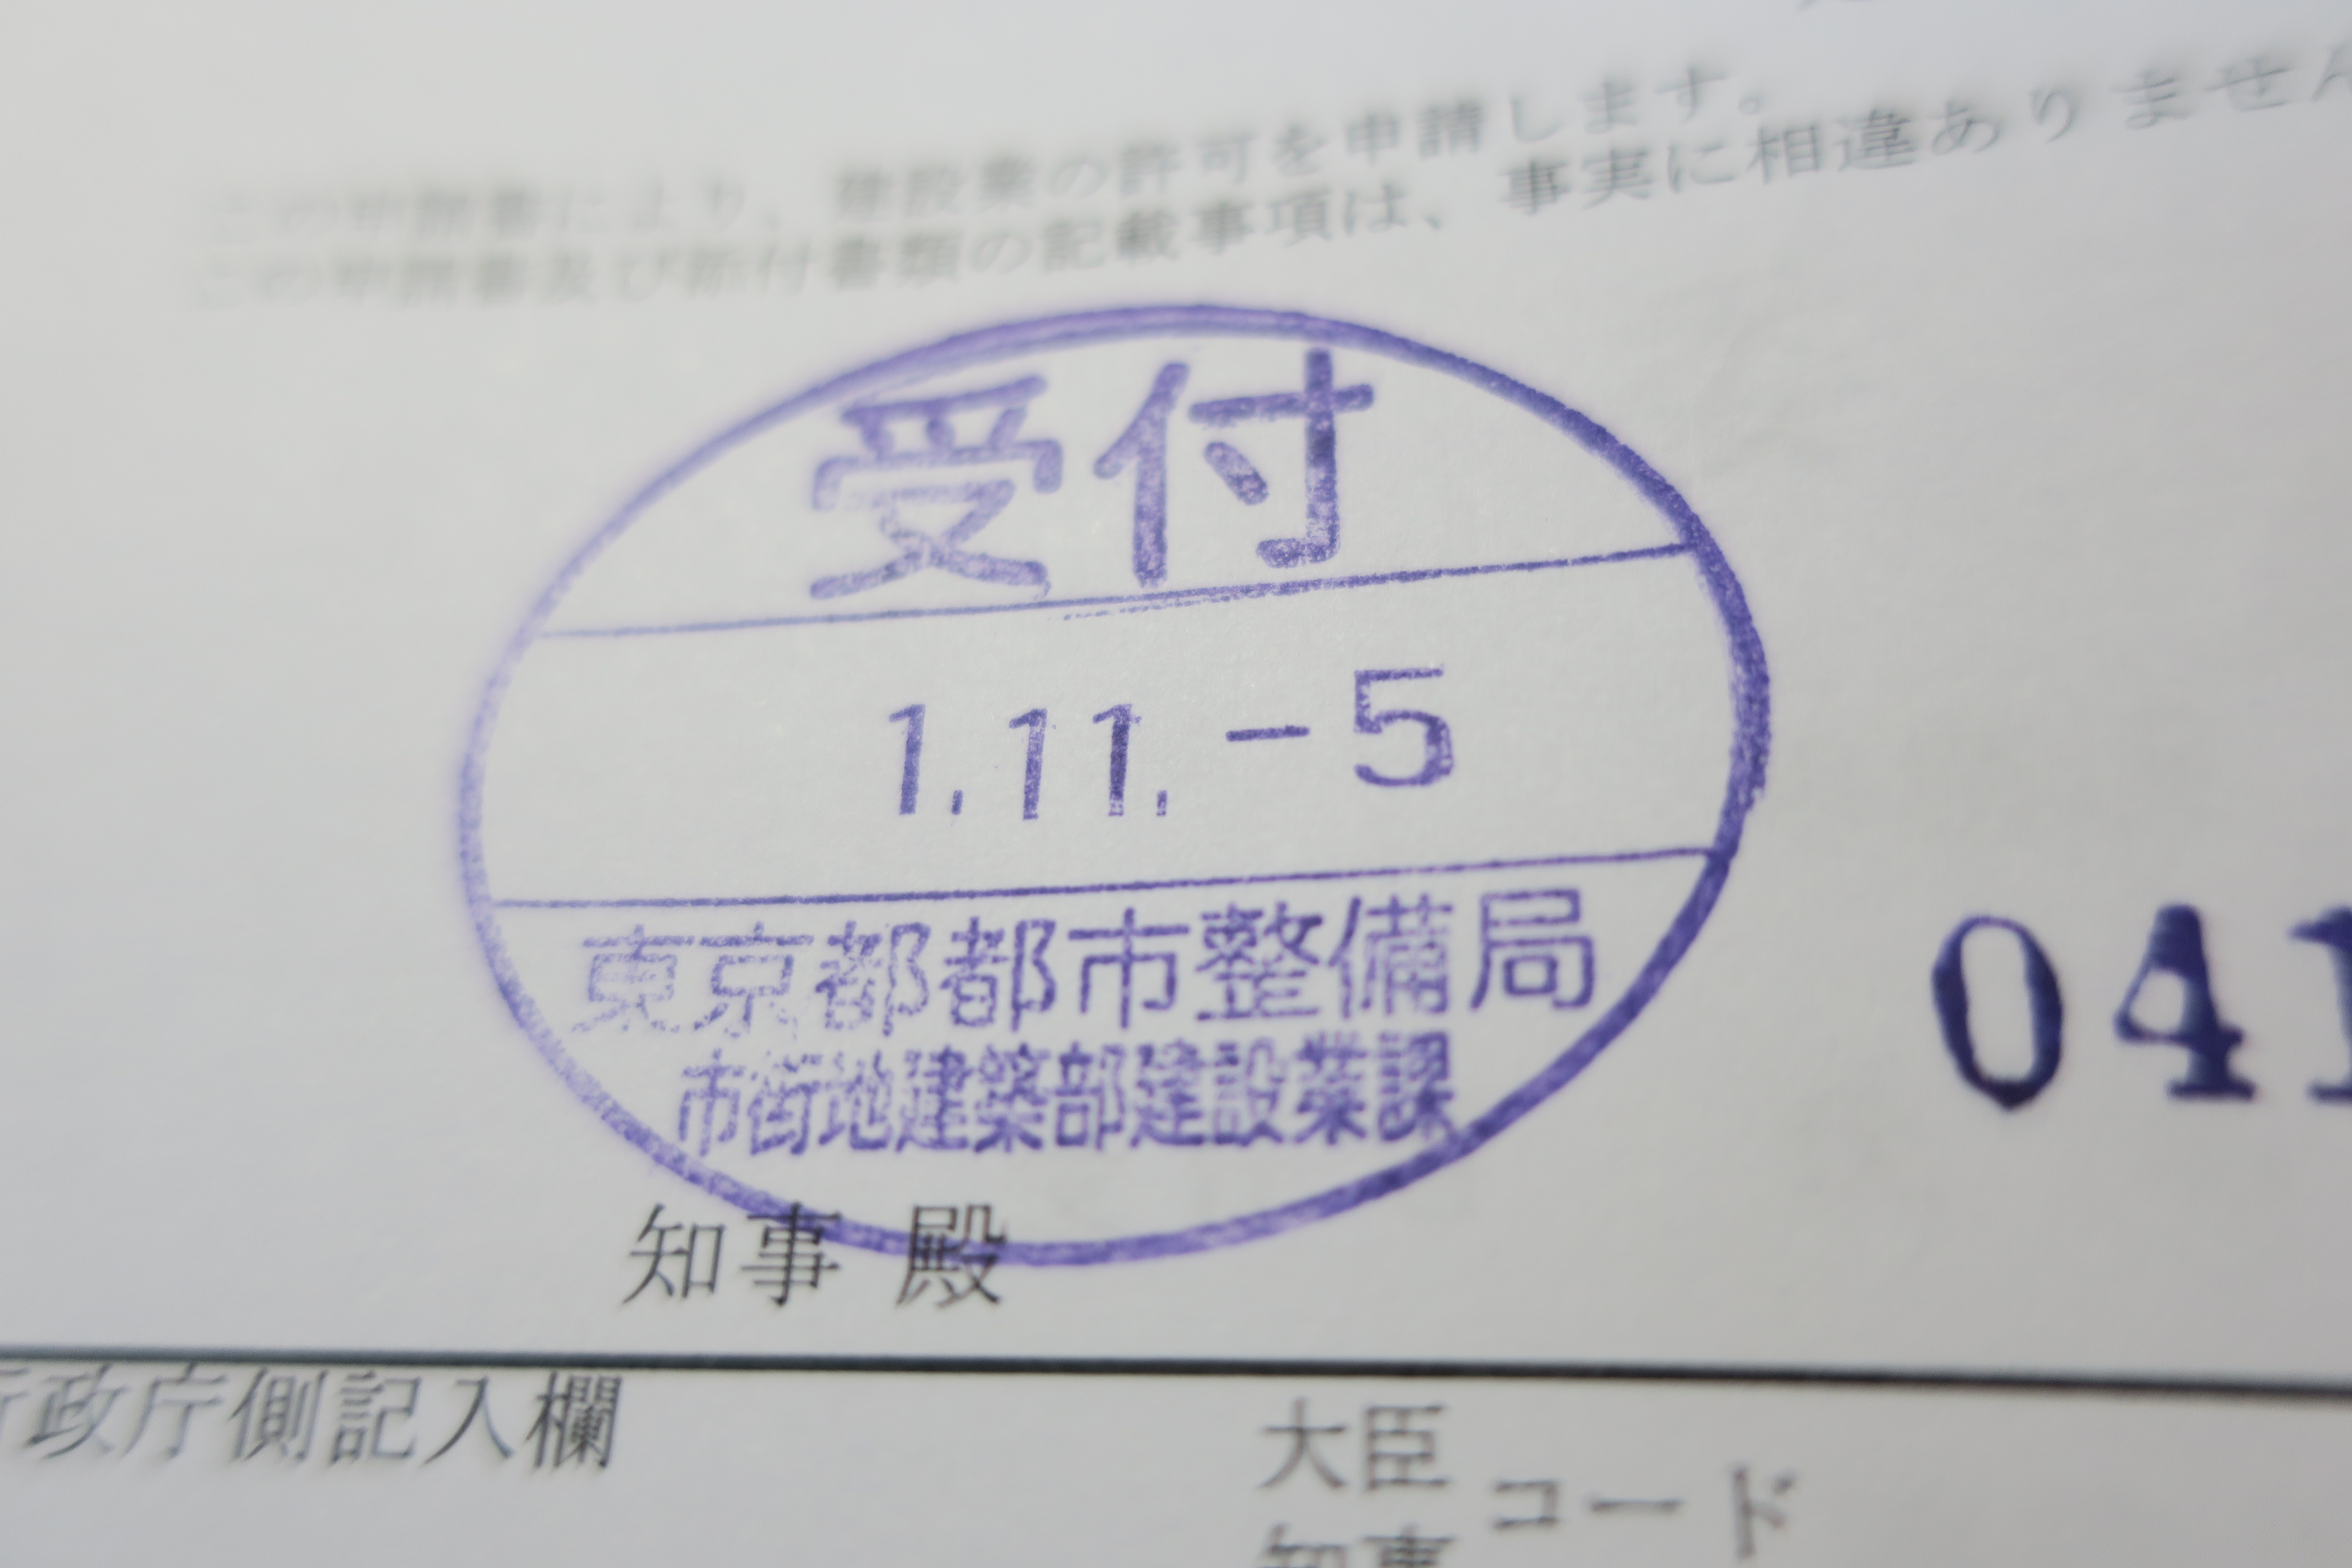 この申請書により、建設業の許可を申請します。
この申請書及び添付書類の記載事項は、事実に相違ありません
受付
1.11.-5
東京都都市整備局
市街地建築部建設業課
041
知事 殿
行政庁側記入欄
大臣
知事
コード